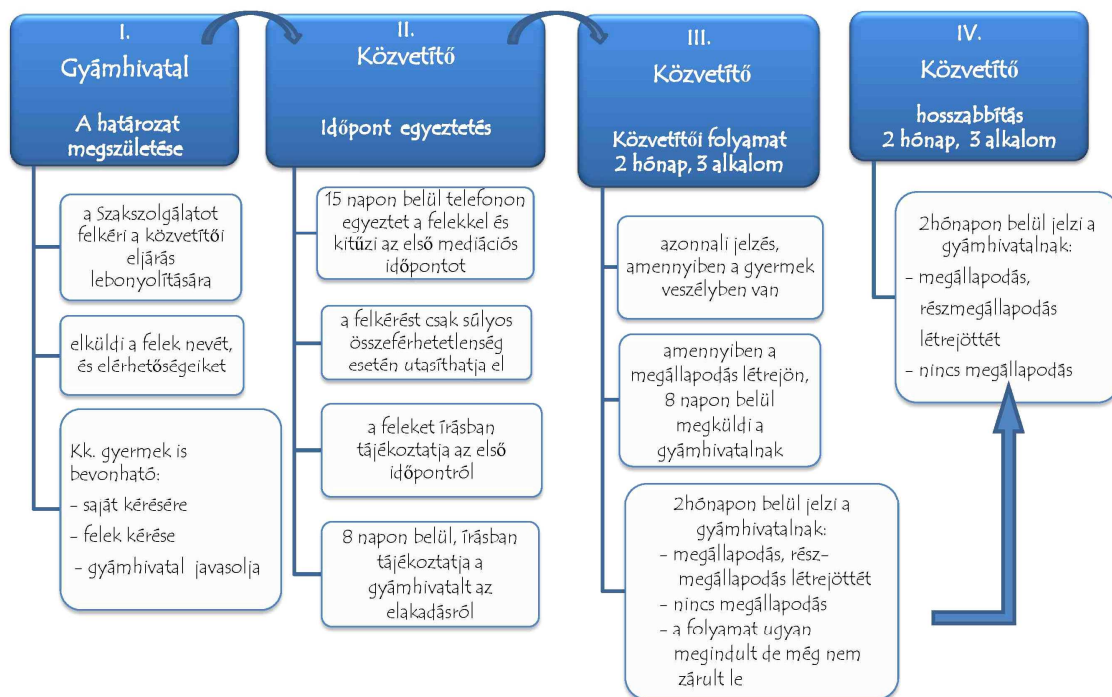 I.
Gyámhivatal
A határozat
megszületése
a Szakszolgálatot
felkéri a közvetítői
eljárás
lebonyolítására
elküldi a felek nevét,
és elérhetőségeiket
Kk. gyermek is
bevonható:
- saját kérésére
- felek kérése
- gyámhivatal javasolja
II.
Közvetítő
Időpont egyeztetés
15 napon belül telefonon
egyeztet a felekkel és
kitűzi az első mediációs
időpontot
a felkérést csak súlyos
összeférhetetlenség
esetén utasíthatja el
a feleket írásban
tájékoztatja az első
időpontról
8 napon belül, írásban
tájékoztatja a
gyámhivatalt az
elakadásról
III.
Közvetítő
Közvetítői folyamat
2 hónap, 3 alkalom
azonnali jelzés,
amennyiben a gyermek
veszélyben van
amennyiben a
megállapodás létrejön,
8 napon belül
megküldi a
gyámhivatalnak
2hónapon belül jelzi a
gyámhivatalnak:
- megállapodás, rész-
megállapodás létrejöttét
- nincs megállapodás
- a folyamat ugyan
megindult de még nem
zárult le
IV.
Közvetítő
hosszabbítás
2 hónap, 3 alkalom
2hónapon belül jelzi a
gyámhivatalnak:
- megállapodás,
részmegállapodás
létrejöttét
- nincs megállapodás